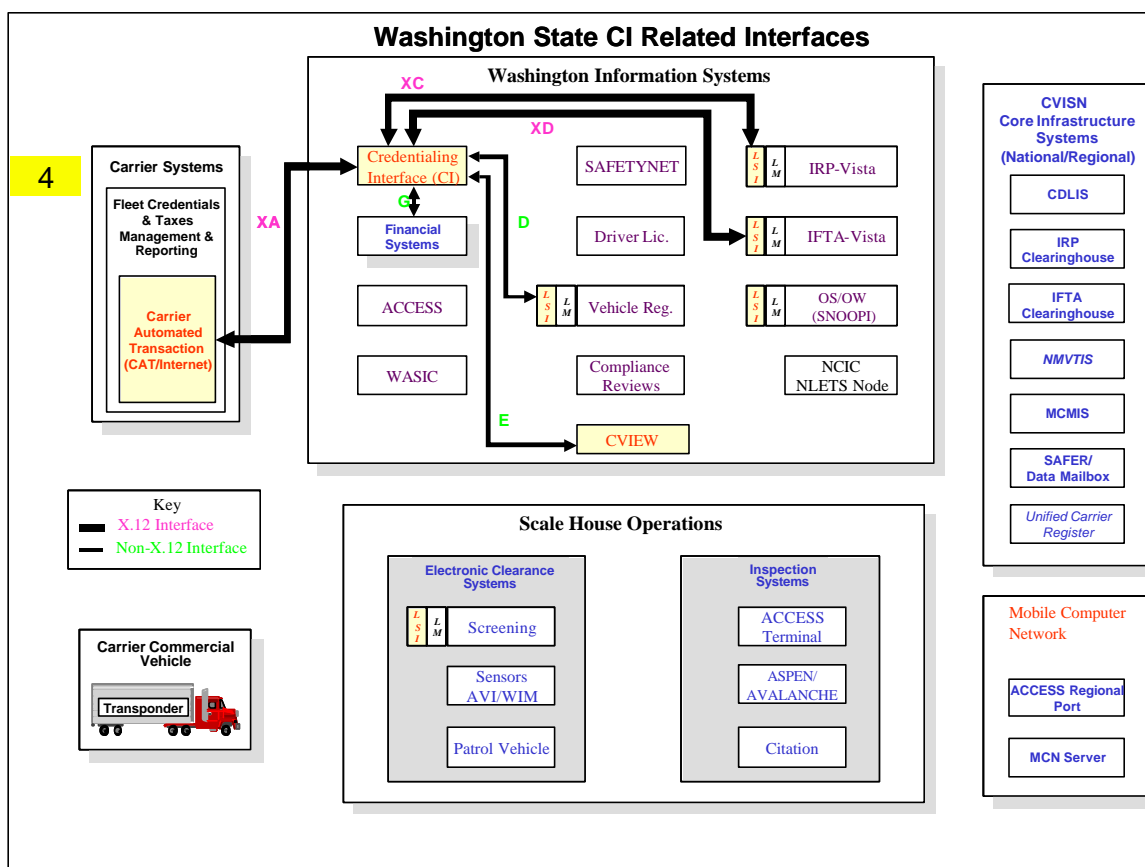 Washington State CI Related Interfaces
4
Carrier Systems
Fleet Credentials
& Taxes
Management &
Reporting
Carrier
Automated
Transaction
(CAT/Internet)
XA
Washington Information Systems
XC
XD
Credentialing
Interface (CI)
G
Financial
Systems
D
E
ACCESS
WASIC
SAFETYNET
Driver Lic.
L
S
I
L
M
Vehicle Reg.
Compliance
Reviews
CVIEW
L
S
I
L
M
IRP-Vista
L
S
I
L
M
IFTA-Vista
L
S
I
L
M
OS/OW
(SNOOPI)
NCIC
NLETS Node
CVISN
Core Infrastructure
Systems
(National/Regional)
CDLIS
IRP
Clearinghouse
IFTA
Clearinghouse
NMVTIS
MCMIS
SAFER/
Data Mailbox
Unified Carrier
Register
Key
X.12 Interface
Non-X.12 Interface
Carrier Commercial
Vehicle
Transponder
Scale House Operations
Electronic Clearance
Systems
L
S
I
L
M
Screening
Sensors
AVI/WIM
Patrol Vehicle
Inspection
Systems
ACCESS
Terminal
ASPEN/
AVALANCHE
Citation
Mobile Computer
Network
ACCESS Regional
Port
MCN Server